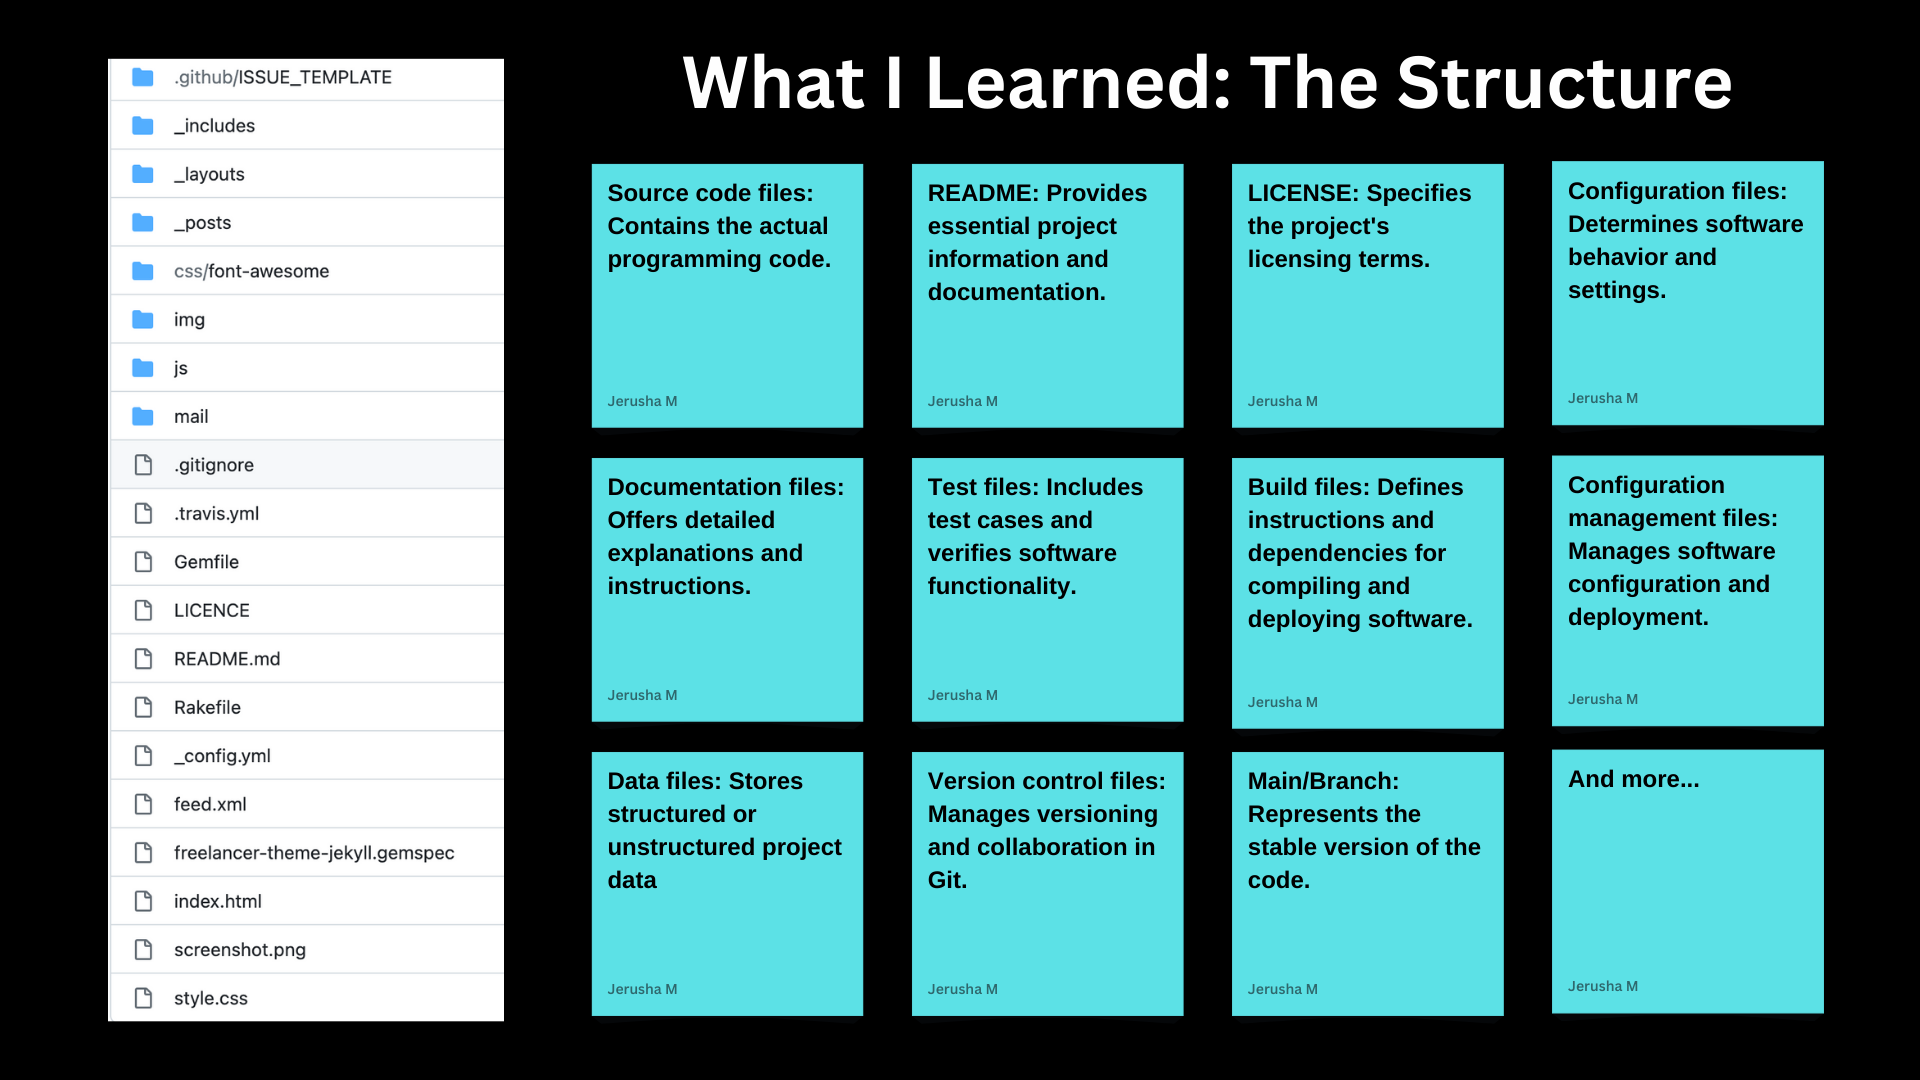 What I Learned: The Structure
.github/ISSUE_TEMPLATE
_includes
_layouts
_posts
css/font-awesome
img
js
mail
.gitignore
.travis.yml
Gemfile
LICENCE
README.md
Rakefile
_config.yml
feed.xml
freelancer-theme-jekyll.gemspec
index.html
screenshot.png
style.css
Source code files:
Contains the actual
programming code.
Jerusha M
README: Provides
essential project
information and
documentation.
Jerusha M
LICENSE: Specifies
the project's
licensing terms.
Jerusha M
Configuration files:
Determines software
behavior and
settings.
Jerusha M
Documentation files:
Offers detailed
explanations and
instructions.
Jerusha M
Test files: Includes
test cases and
verifies software
functionality.
Jerusha M
Build files: Defines
instructions and
dependencies for
compiling and
deploying software.
Jerusha M
Configuration
management files:
Manages software
configuration and
deployment.
Jerusha M
Data files: Stores
structured or
unstructured project
data
Jerusha M
Version control files:
Manages versioning
and collaboration in
Git.
Jerusha M
Main/Branch:
Represents the
stable version of the
code.
Jerusha M
And more...
Jerusha M